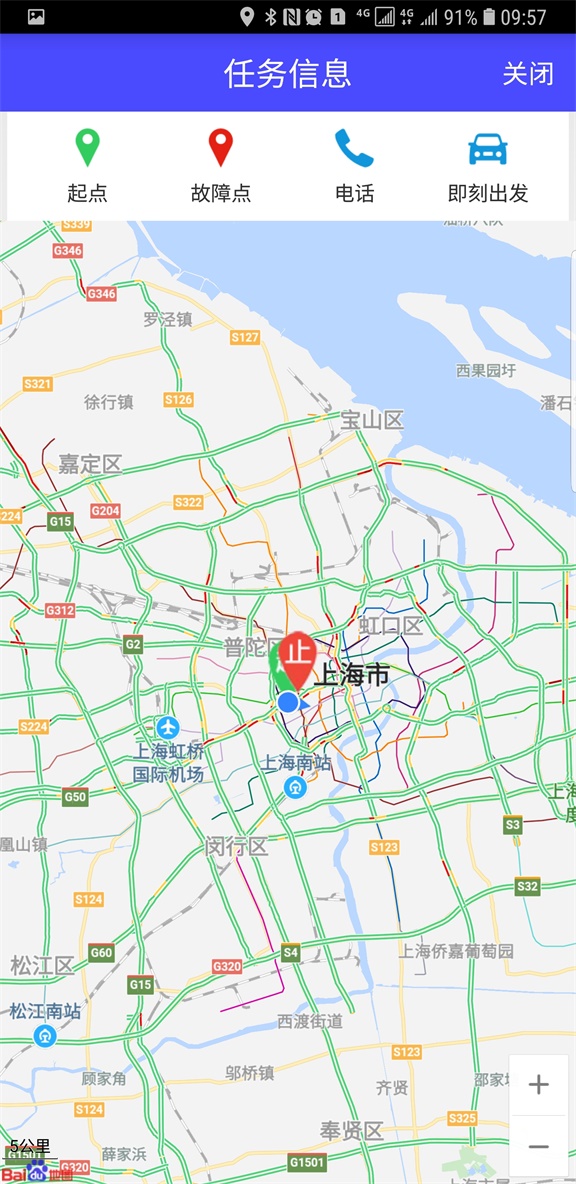 1 4G 4G 91% 09:57
任务信息 关闭
起点 故障点 电话 即刻出发
S339
G346
G346
罗泾镇
S127
西果园圩
S321
S126
徐行镇
潘石
宝山区
嘉定区
S322
G204
224
G15
G312
虹口区
G2
普陀区
止
上海市
S224
上海虹桥
国际机场
上海南站
G50
上海
度
S3
凰山镇
闵行区
S123
S32
S124
G60
S4
上海侨嘉葡萄园
松江区
G320
G15
松江南站
西渡街道
S123
顾家角
邬桥镇
齐贤
邵家圩
+
S124
S325
奉贤区
5公里
薛家浜
G1501
G320
Bai du 地图
−